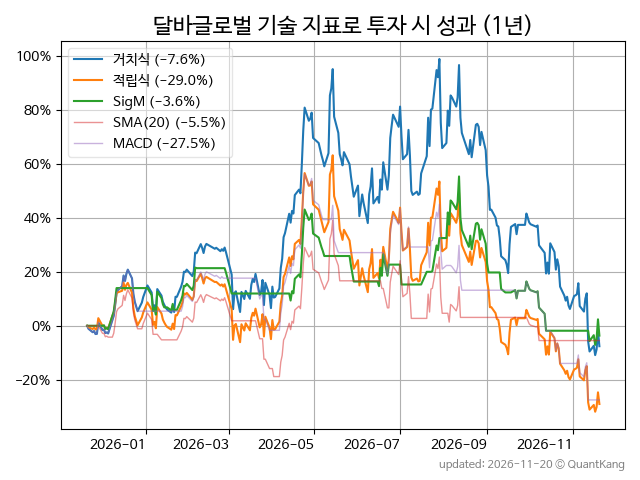 달바글로벌 기술 지표로 투자 시 성과 (1년)
거치식 (−7.6%)
적립식 (−29.0%)
SigM (−3.6%)
SMA(20) (−5.5%)
MACD (−27.5%)
100%
80%
60%
40%
20%
0%
−20%
2026-01
2026-03
2026-05
2026-07
2026-09
2026-11
updated: 2026-11-20 © QuantKang